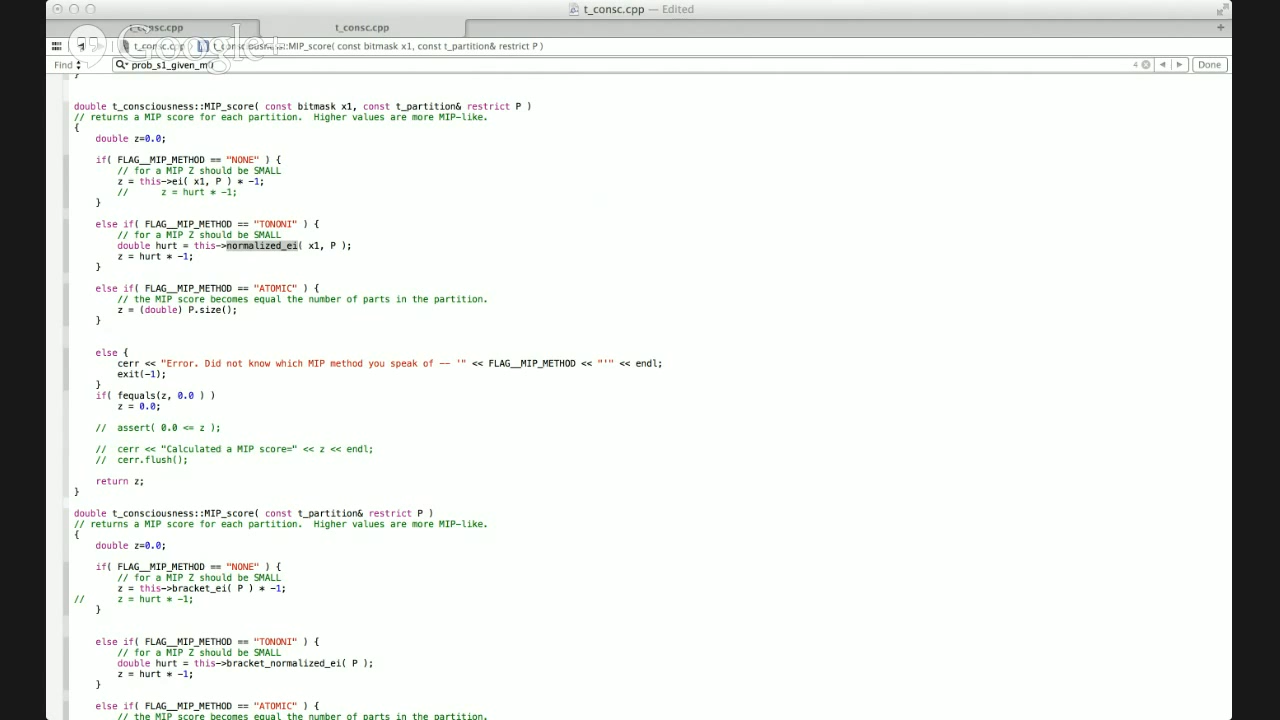 t_consc.cpp — Edited
t_consc.cpp
t_consc.cpp
Google+
t_consc.cpp
t_consciousness::MIP_score( const bitmask x1, const t_partition& restrict P )
Find
prob_s1_given_m0
4
Done
}
double t_consciousness::MIP_score( const bitmask x1, const t_partition& restrict P )
// returns a MIP score for each partition.  Higher values are more MIP-like.
{
double z=0.0;
if( FLAG__MIP_METHOD == "NONE" ) {
// for a MIP Z should be SMALL
z = this->ei( x1, P ) * -1;
//      z = hurt * -1;
}
else if( FLAG__MIP_METHOD == "TONONI" ) {
// for a MIP Z should be SMALL
double hurt = this->normalized_ei( x1, P );
z = hurt * -1;
}
else if( FLAG__MIP_METHOD == "ATOMIC" ) {
// the MIP score becomes equal the number of parts in the partition.
z = (double) P.size();
}
else {
cerr << "Error. Did not know which MIP method you speak of -- '" << FLAG__MIP_METHOD << "'" << endl;
exit(-1);
}
if( fequals(z, 0.0 ) )
z = 0.0;
//  assert( 0.0 <= z );
//  cerr << "Calculated a MIP score=" << z << endl;
//  cerr.flush();
return z;
}
double t_consciousness::MIP_score( const t_partition& restrict P )
// returns a MIP score for each partition.  Higher values are more MIP-like.
{
double z=0.0;
if( FLAG__MIP_METHOD == "NONE" ) {
// for a MIP Z should be SMALL
z = this->bracket_ei( P ) * -1;
//      z = hurt * -1;
}
else if( FLAG__MIP_METHOD == "TONONI" ) {
// for a MIP Z should be SMALL
double hurt = this->bracket_normalized_ei( P );
z = hurt * -1;
}
else if( FLAG__MIP_METHOD == "ATOMIC" ) {
// the MIP score becomes equal the number of parts in the partition.